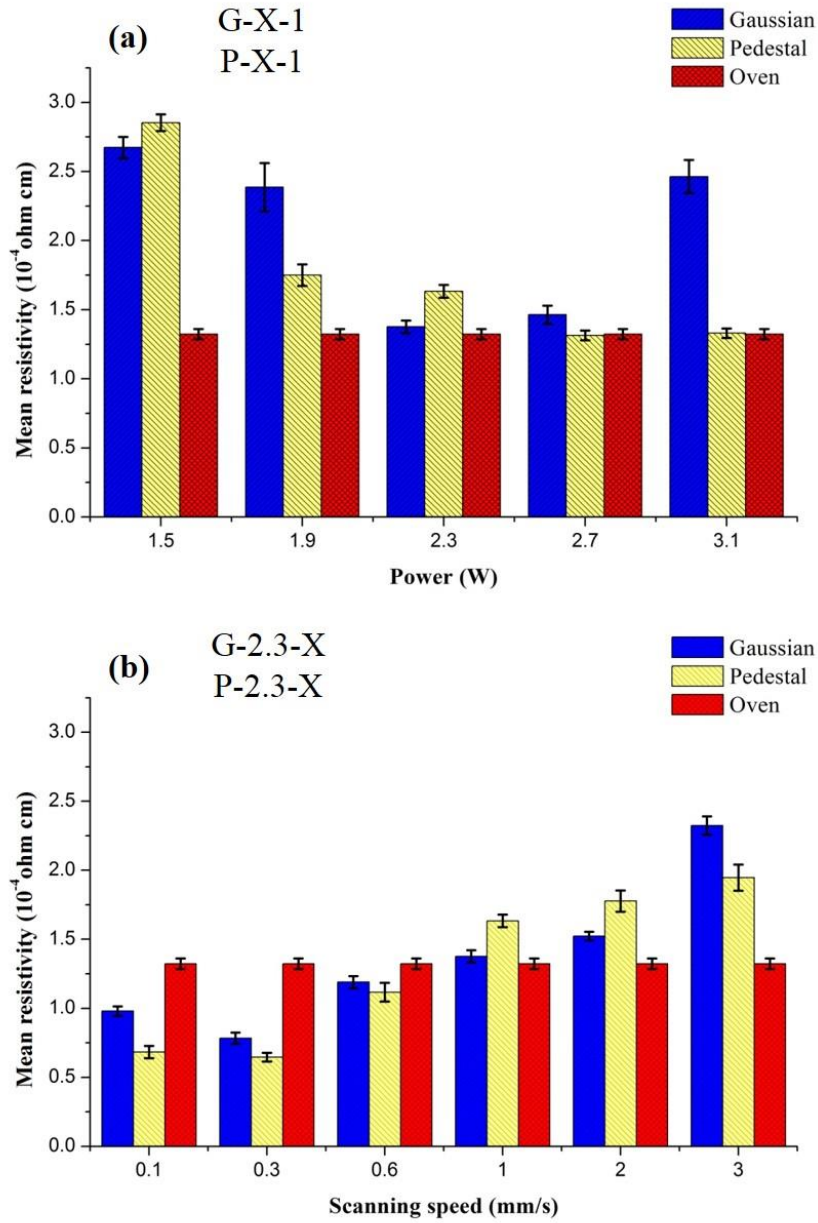 (a)
G-X-1
P-X-1
Gaussian
Pedestal
Oven
Mean resistivity (10⁻⁴ohm cm)
3.0
2.5
2.0
1.5
1.0
0.5
0.0
1.5 1.9 2.3 2.7 3.1
Power (W)
(b)
G-2.3-X
P-2.3-X
Gaussian
Pedestal
Oven
Mean resistivity (10⁻⁴ohm cm)
3.0
2.5
2.0
1.5
1.0
0.5
0.0
0.1 0.3 0.6 1 2 3
Scanning speed (mm/s)